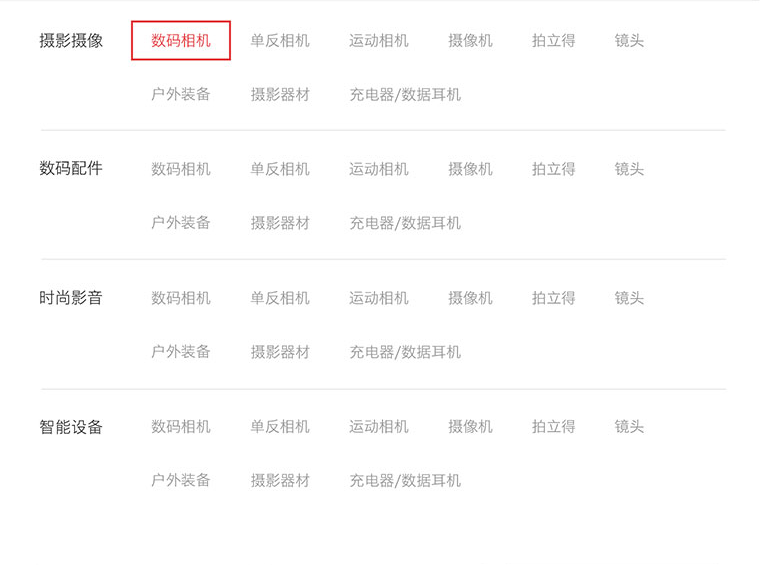 摄影摄像 数码相机 单反相机 运动相机 摄像机 拍立得 镜头
户外装备 摄影器材 充电器/数据耳机
数码配件 数码相机 单反相机 运动相机 摄像机 拍立得 镜头
户外装备 摄影器材 充电器/数据耳机
时尚影音 数码相机 单反相机 运动相机 摄像机 拍立得 镜头
户外装备 摄影器材 充电器/数据耳机
智能设备 数码相机 单反相机 运动相机 摄像机 拍立得 镜头
户外装备 摄影器材 充电器/数据耳机